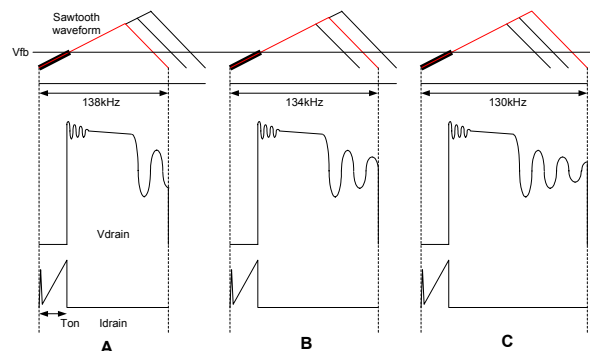 Sawtooth
waveform
Vfb
138kHz
134kHz
130kHz
Vdrain
Ton
Idrain
A
B
C